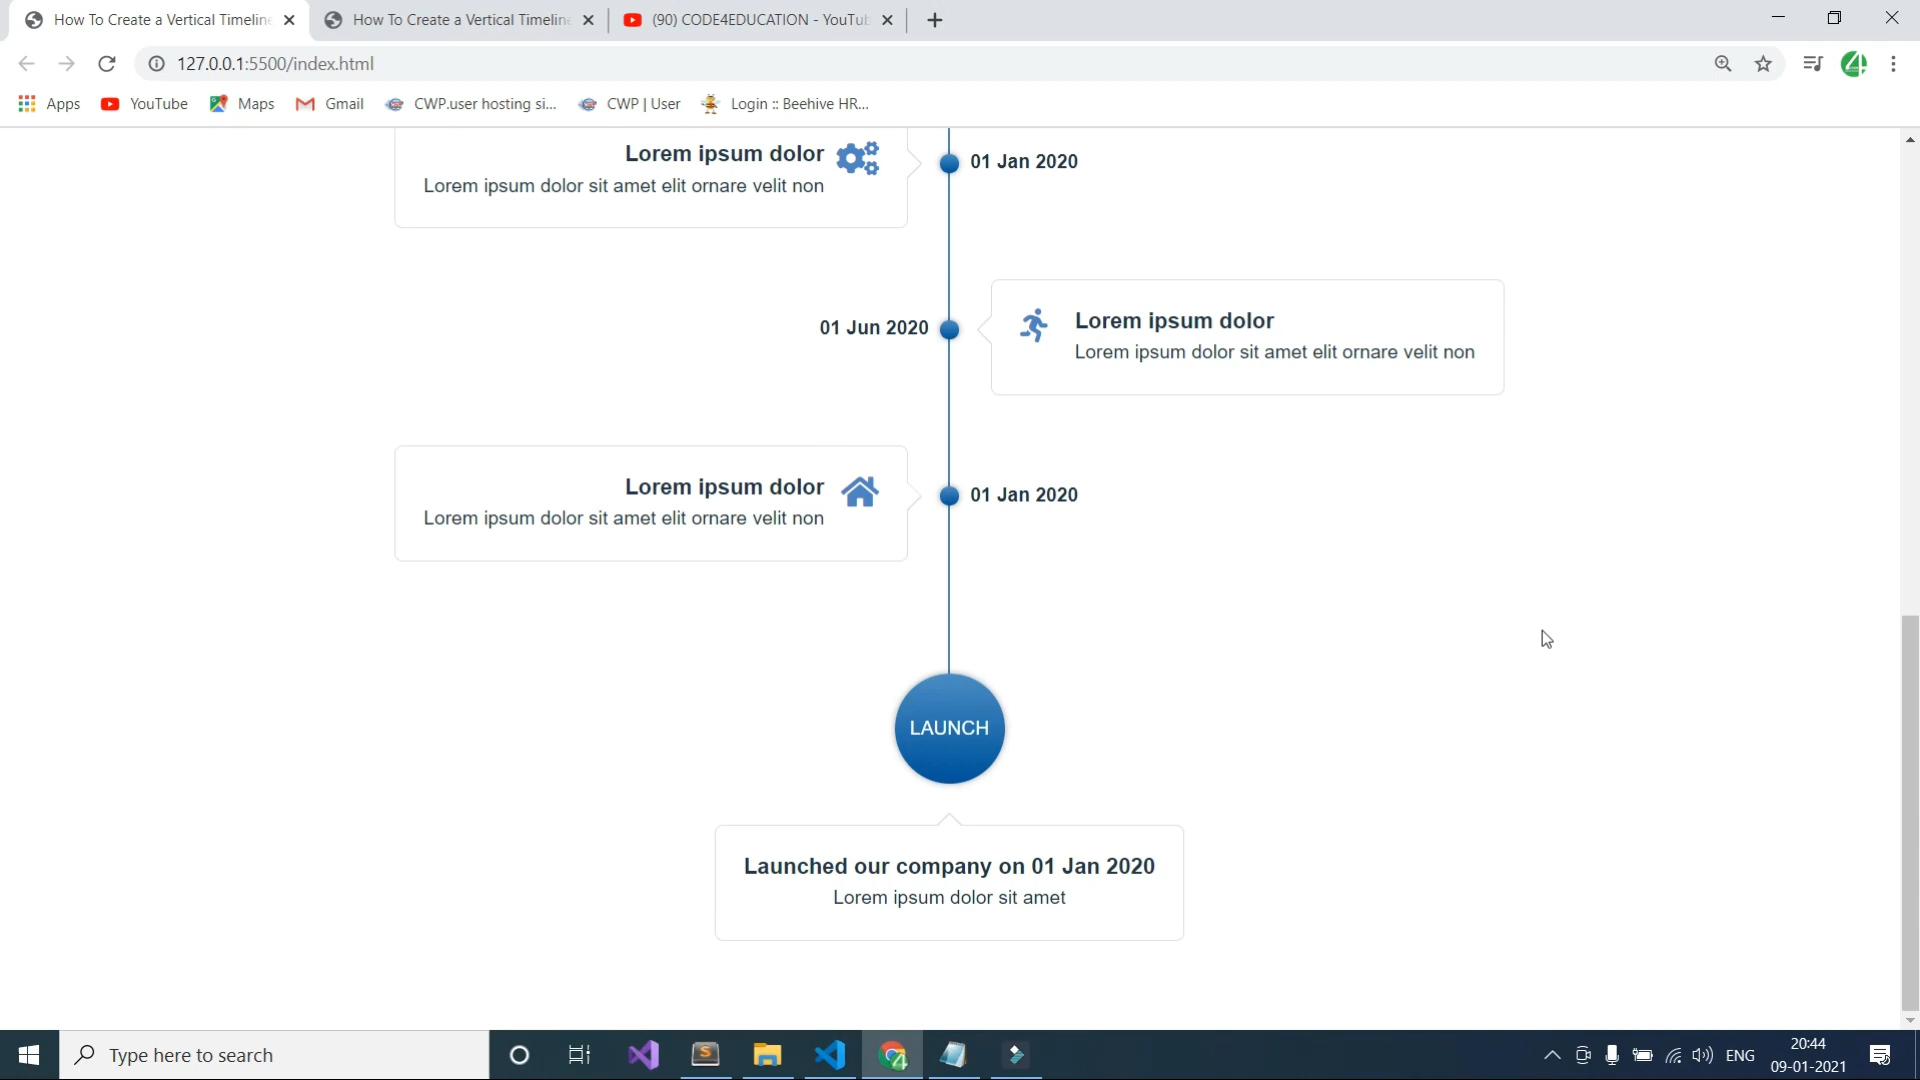 How To Create a Vertical Timeline
How To Create a Vertical Timeline
(90) CODE4EDUCATION - YouTub
127.0.0.1:5500/index.html
Apps
YouTube
Maps
Gmail
CWP.user hosting si...
CWP | User
Login :: Beehive HR...
Lorem ipsum dolor
Lorem ipsum dolor sit amet elit ornare velit non
01 Jan 2020
01 Jun 2020
Lorem ipsum dolor
Lorem ipsum dolor sit amet elit ornare velit non
Lorem ipsum dolor
Lorem ipsum dolor sit amet elit ornare velit non
01 Jan 2020
LAUNCH
Launched our company on 01 Jan 2020
Lorem ipsum dolor sit amet
Type here to search
ENG
20:44
09-01-2021